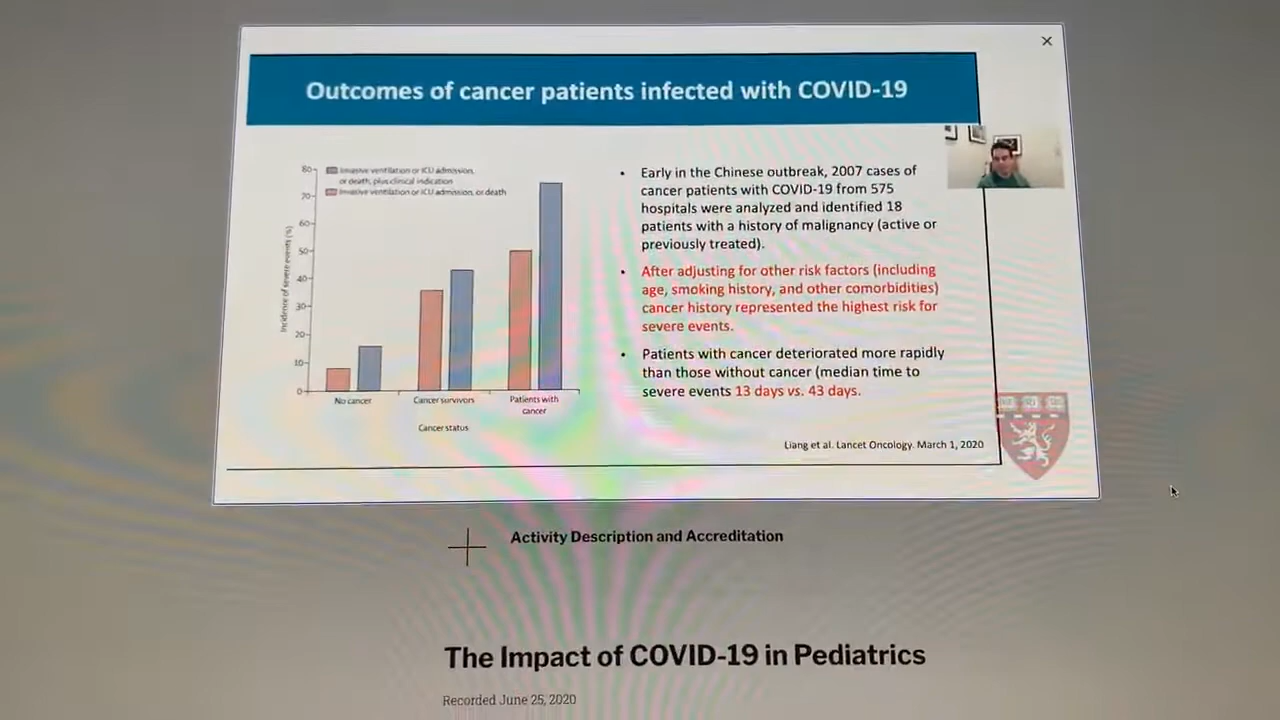 Outcomes of cancer patients infected with COVID-19
80
70
60
50
40
30
20
10
0
Incidence of severe events (%)
Invasive ventilation or ICU admission,
or death, plus clinical indication
Invasive ventilation or ICU admission, or death
No cancer
Cancer survivors
Patients with
cancer
Cancer status
• Early in the Chinese outbreak, 2007 cases of
cancer patients with COVID-19 from 575
hospitals were analyzed and identified 18
patients with a history of malignancy (active or
previously treated).
• After adjusting for other risk factors (including
age, smoking history, and other comorbidities)
cancer history represented the highest risk for
severe events.
• Patients with cancer deteriorated more rapidly
than those without cancer (median time to
severe events 13 days vs. 43 days.
Liang et al. Lancet Oncology. March 1, 2020
Activity Description and Accreditation
The Impact of COVID-19 in Pediatrics
Recorded June 25, 2020